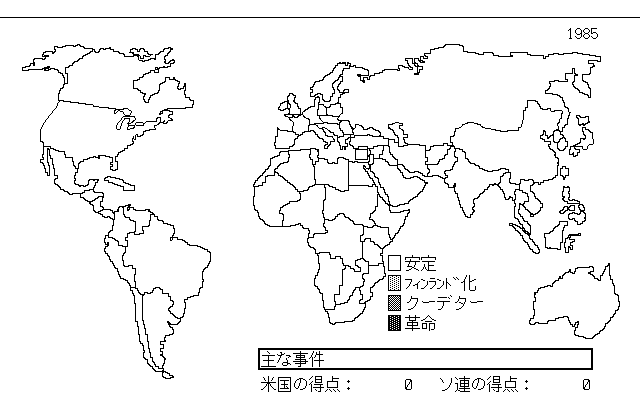 1985
安定
ﾌｨﾝﾗﾝﾄﾞ化
クーデター
革命
主な事件
米国の得点： 0 ソ連の得点： 0